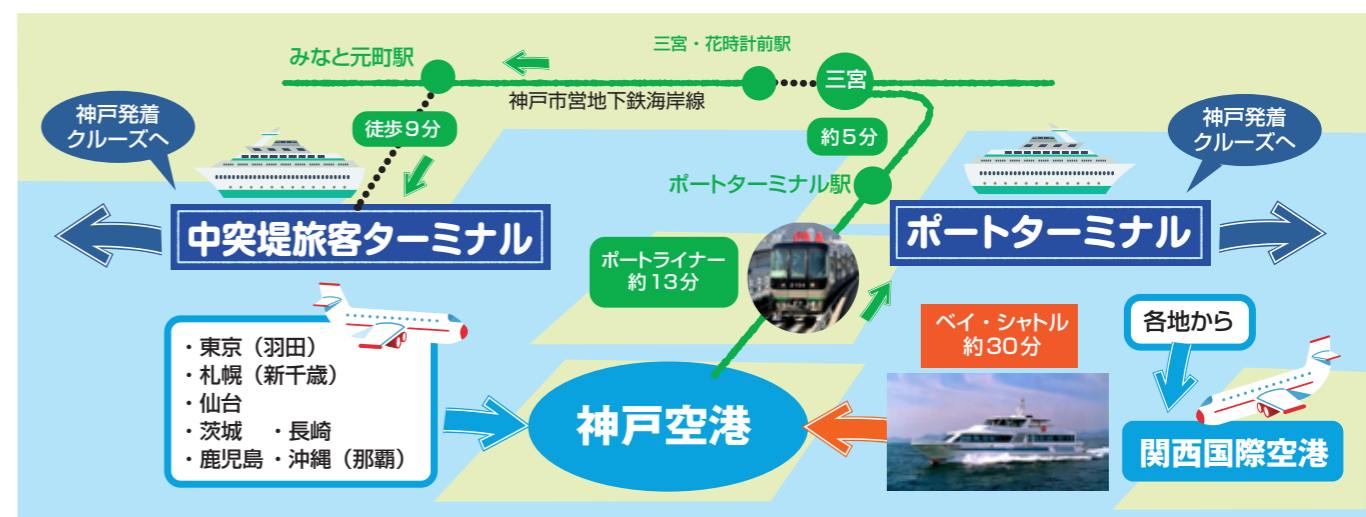 みなと元町駅
三宮・花時計前駅
三宮
神戸市営地下鉄海岸線
神戸発着
クルーズへ
徒歩9分
約5分
神戸発着
クルーズへ
ポートターミナル駅
中突堤旅客ターミナル
ポートターミナル
ポートライナー
約13分
・東京（羽田）
・札幌（新千歳）
・仙台
・茨城 ・長崎
・鹿児島 ・沖縄（那覇）
神戸空港
ベイ・シャトル
約30分
各地から
関西国際空港